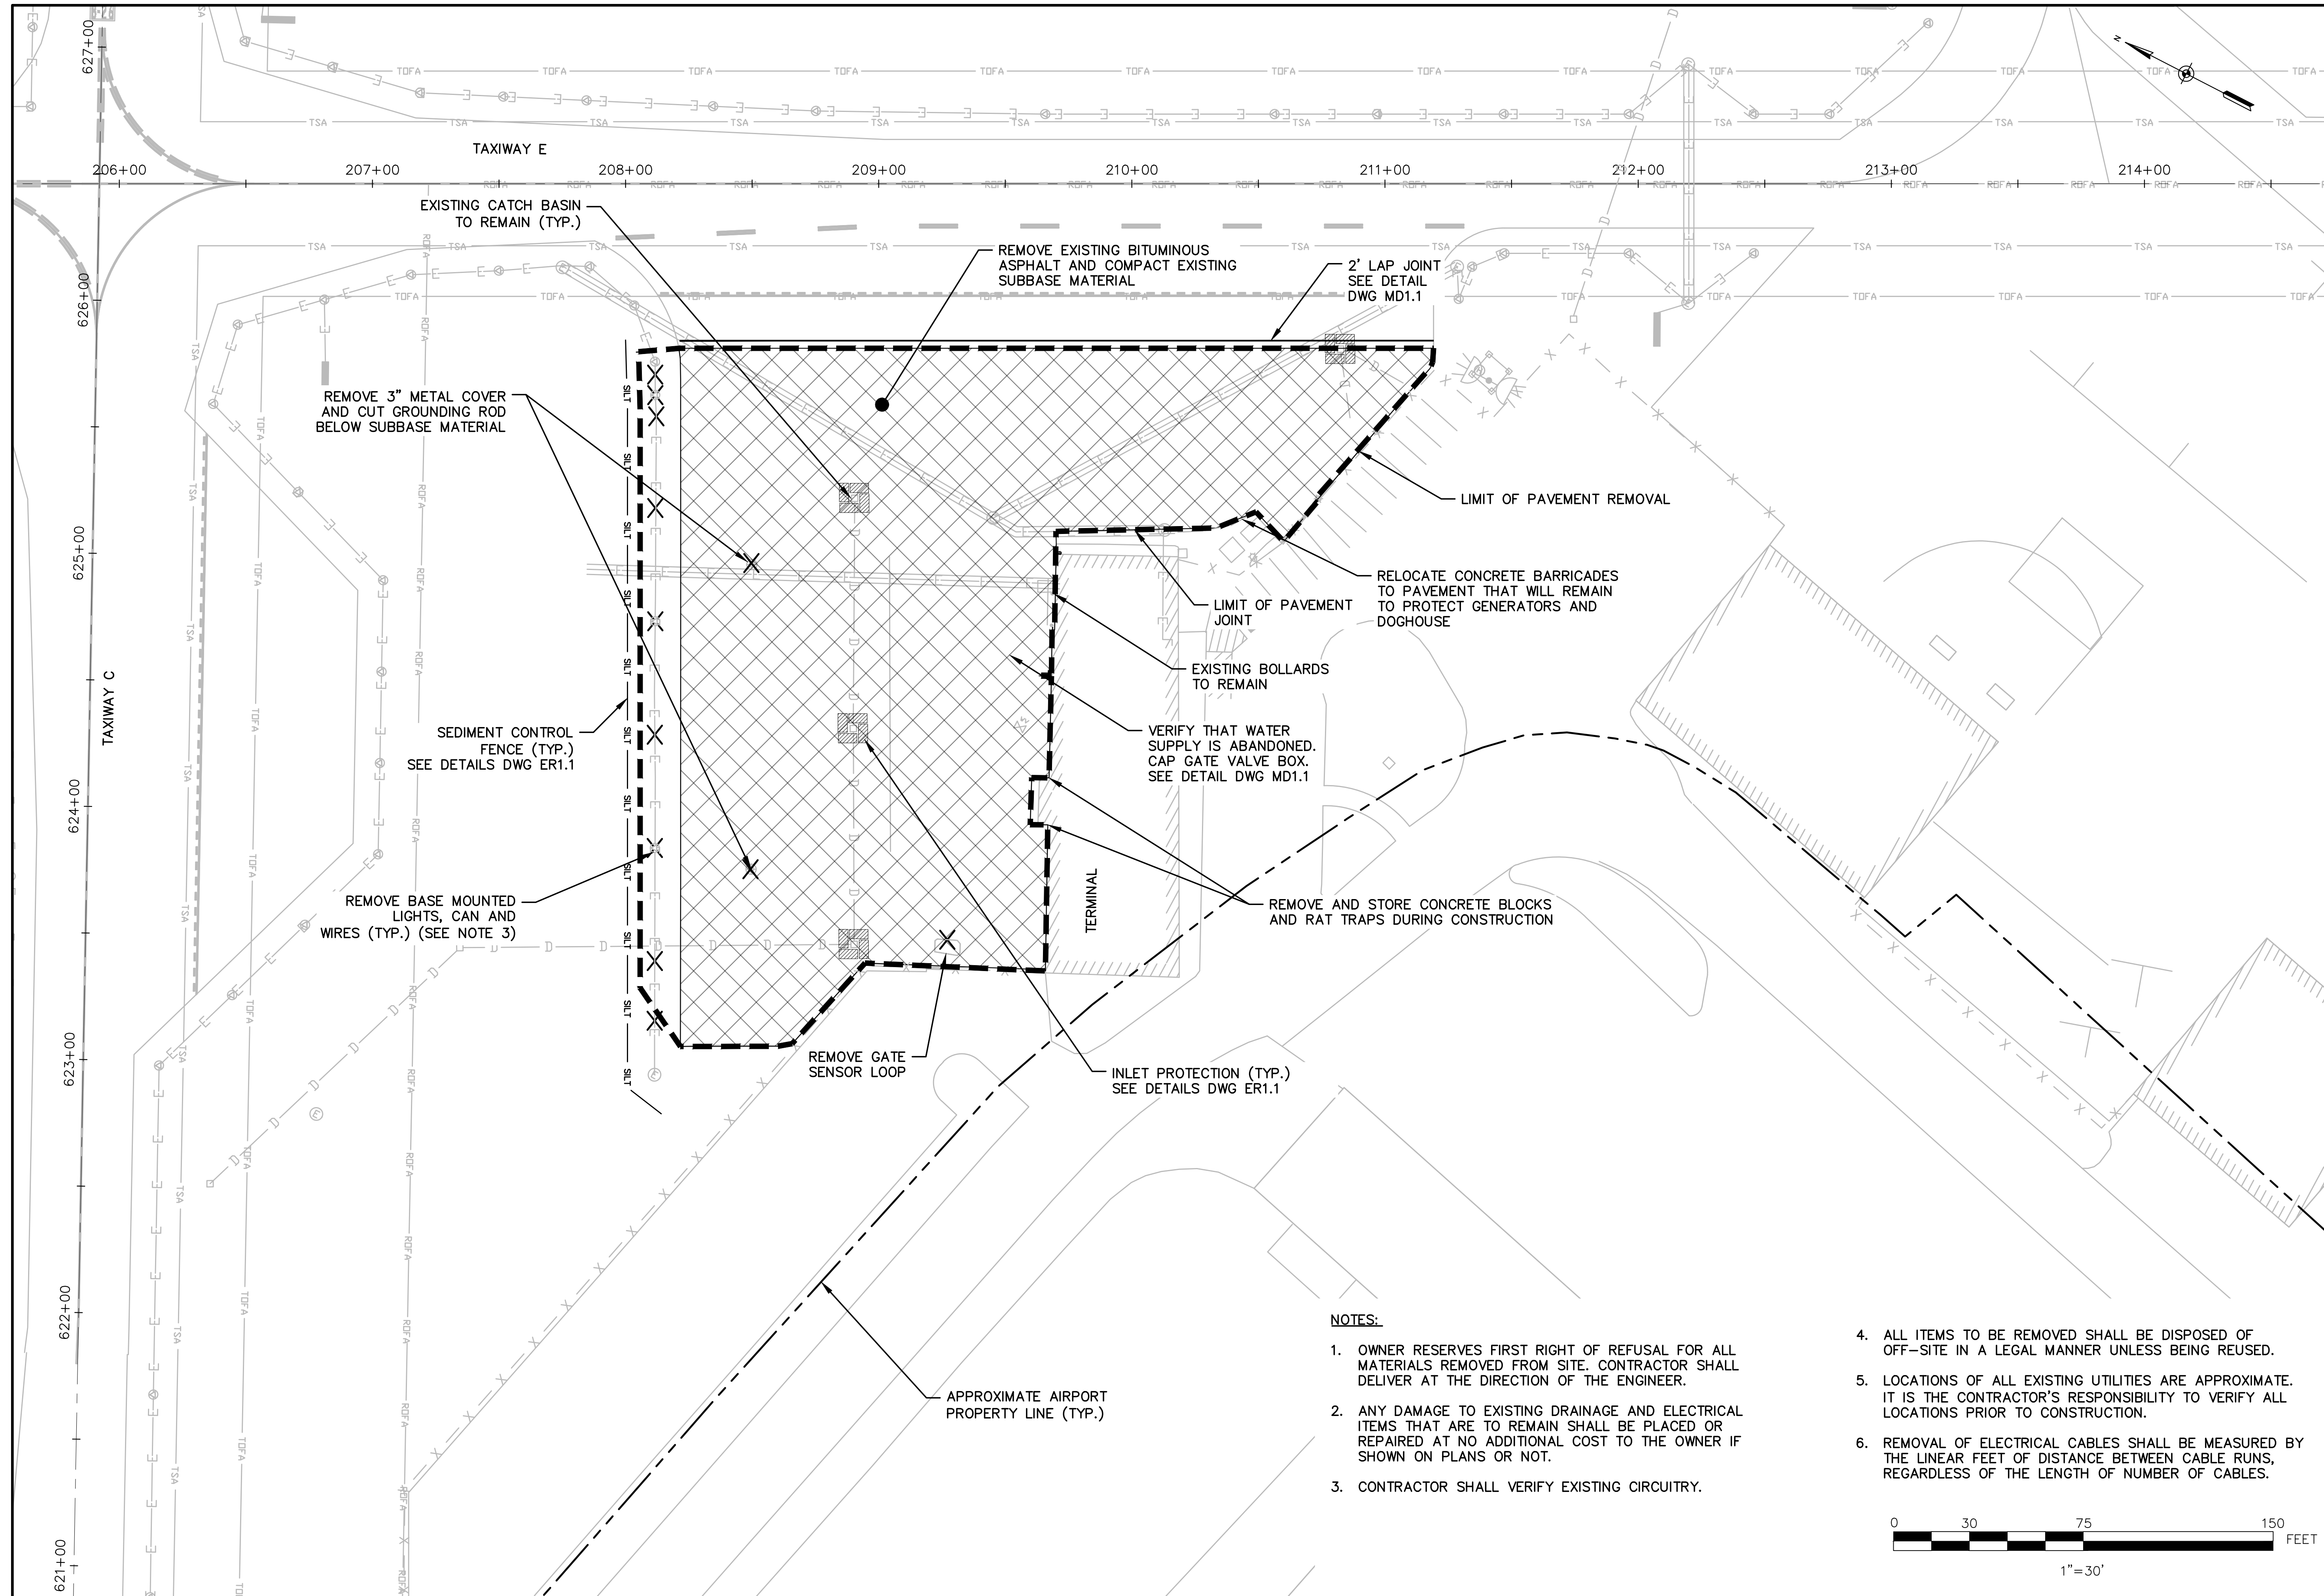 N
627+00
TOFA
TSA
TAXIWAY E
206+00
207+00
208+00
209+00
210+00
211+00
212+00
213+00
214+00
ROFA
EXISTING CATCH BASIN
TO REMAIN (TYP.)
REMOVE EXISTING BITUMINOUS
ASPHALT AND COMPACT EXISTING
SUBBASE MATERIAL
2' LAP JOINT
SEE DETAIL
DWG MD1.1
626+00
REMOVE 3" METAL COVER
AND CUT GROUNDING ROD
BELOW SUBBASE MATERIAL
SILT
LIMIT OF PAVEMENT REMOVAL
625+00
RELOCATE CONCRETE BARRICADES
TO PAVEMENT THAT WILL REMAIN
TO PROTECT GENERATORS AND
DOGHOUSE
LIMIT OF PAVEMENT
JOINT
EXISTING BOLLARDS
TO REMAIN
TAXIWAY C
SEDIMENT CONTROL
FENCE (TYP.)
SEE DETAILS DWG ER1.1
VERIFY THAT WATER
SUPPLY IS ABANDONED.
CAP GATE VALVE BOX.
SEE DETAIL DWG MD1.1
624+00
REMOVE BASE MOUNTED
LIGHTS, CAN AND
WIRES (TYP.) (SEE NOTE 3)
TERMINAL
REMOVE AND STORE CONCRETE BLOCKS
AND RAT TRAPS DURING CONSTRUCTION
623+00
REMOVE GATE
SENSOR LOOP
INLET PROTECTION (TYP.)
SEE DETAILS DWG ER1.1
622+00
APPROXIMATE AIRPORT
PROPERTY LINE (TYP.)
621+00
NOTES:
1. OWNER RESERVES FIRST RIGHT OF REFUSAL FOR ALL
MATERIALS REMOVED FROM SITE. CONTRACTOR SHALL
DELIVER AT THE DIRECTION OF THE ENGINEER.
2. ANY DAMAGE TO EXISTING DRAINAGE AND ELECTRICAL
ITEMS THAT ARE TO REMAIN SHALL BE PLACED OR
REPAIRED AT NO ADDITIONAL COST TO THE OWNER IF
SHOWN ON PLANS OR NOT.
3. CONTRACTOR SHALL VERIFY EXISTING CIRCUITRY.
4. ALL ITEMS TO BE REMOVED SHALL BE DISPOSED OF
OFF-SITE IN A LEGAL MANNER UNLESS BEING REUSED.
5. LOCATIONS OF ALL EXISTING UTILITIES ARE APPROXIMATE.
IT IS THE CONTRACTOR'S RESPONSIBILITY TO VERIFY ALL
LOCATIONS PRIOR TO CONSTRUCTION.
6. REMOVAL OF ELECTRICAL CABLES SHALL BE MEASURED BY
THE LINEAR FEET OF DISTANCE BETWEEN CABLE RUNS,
REGARDLESS OF THE LENGTH OF NUMBER OF CABLES.
0 30 75 150
FEET
1"=30'